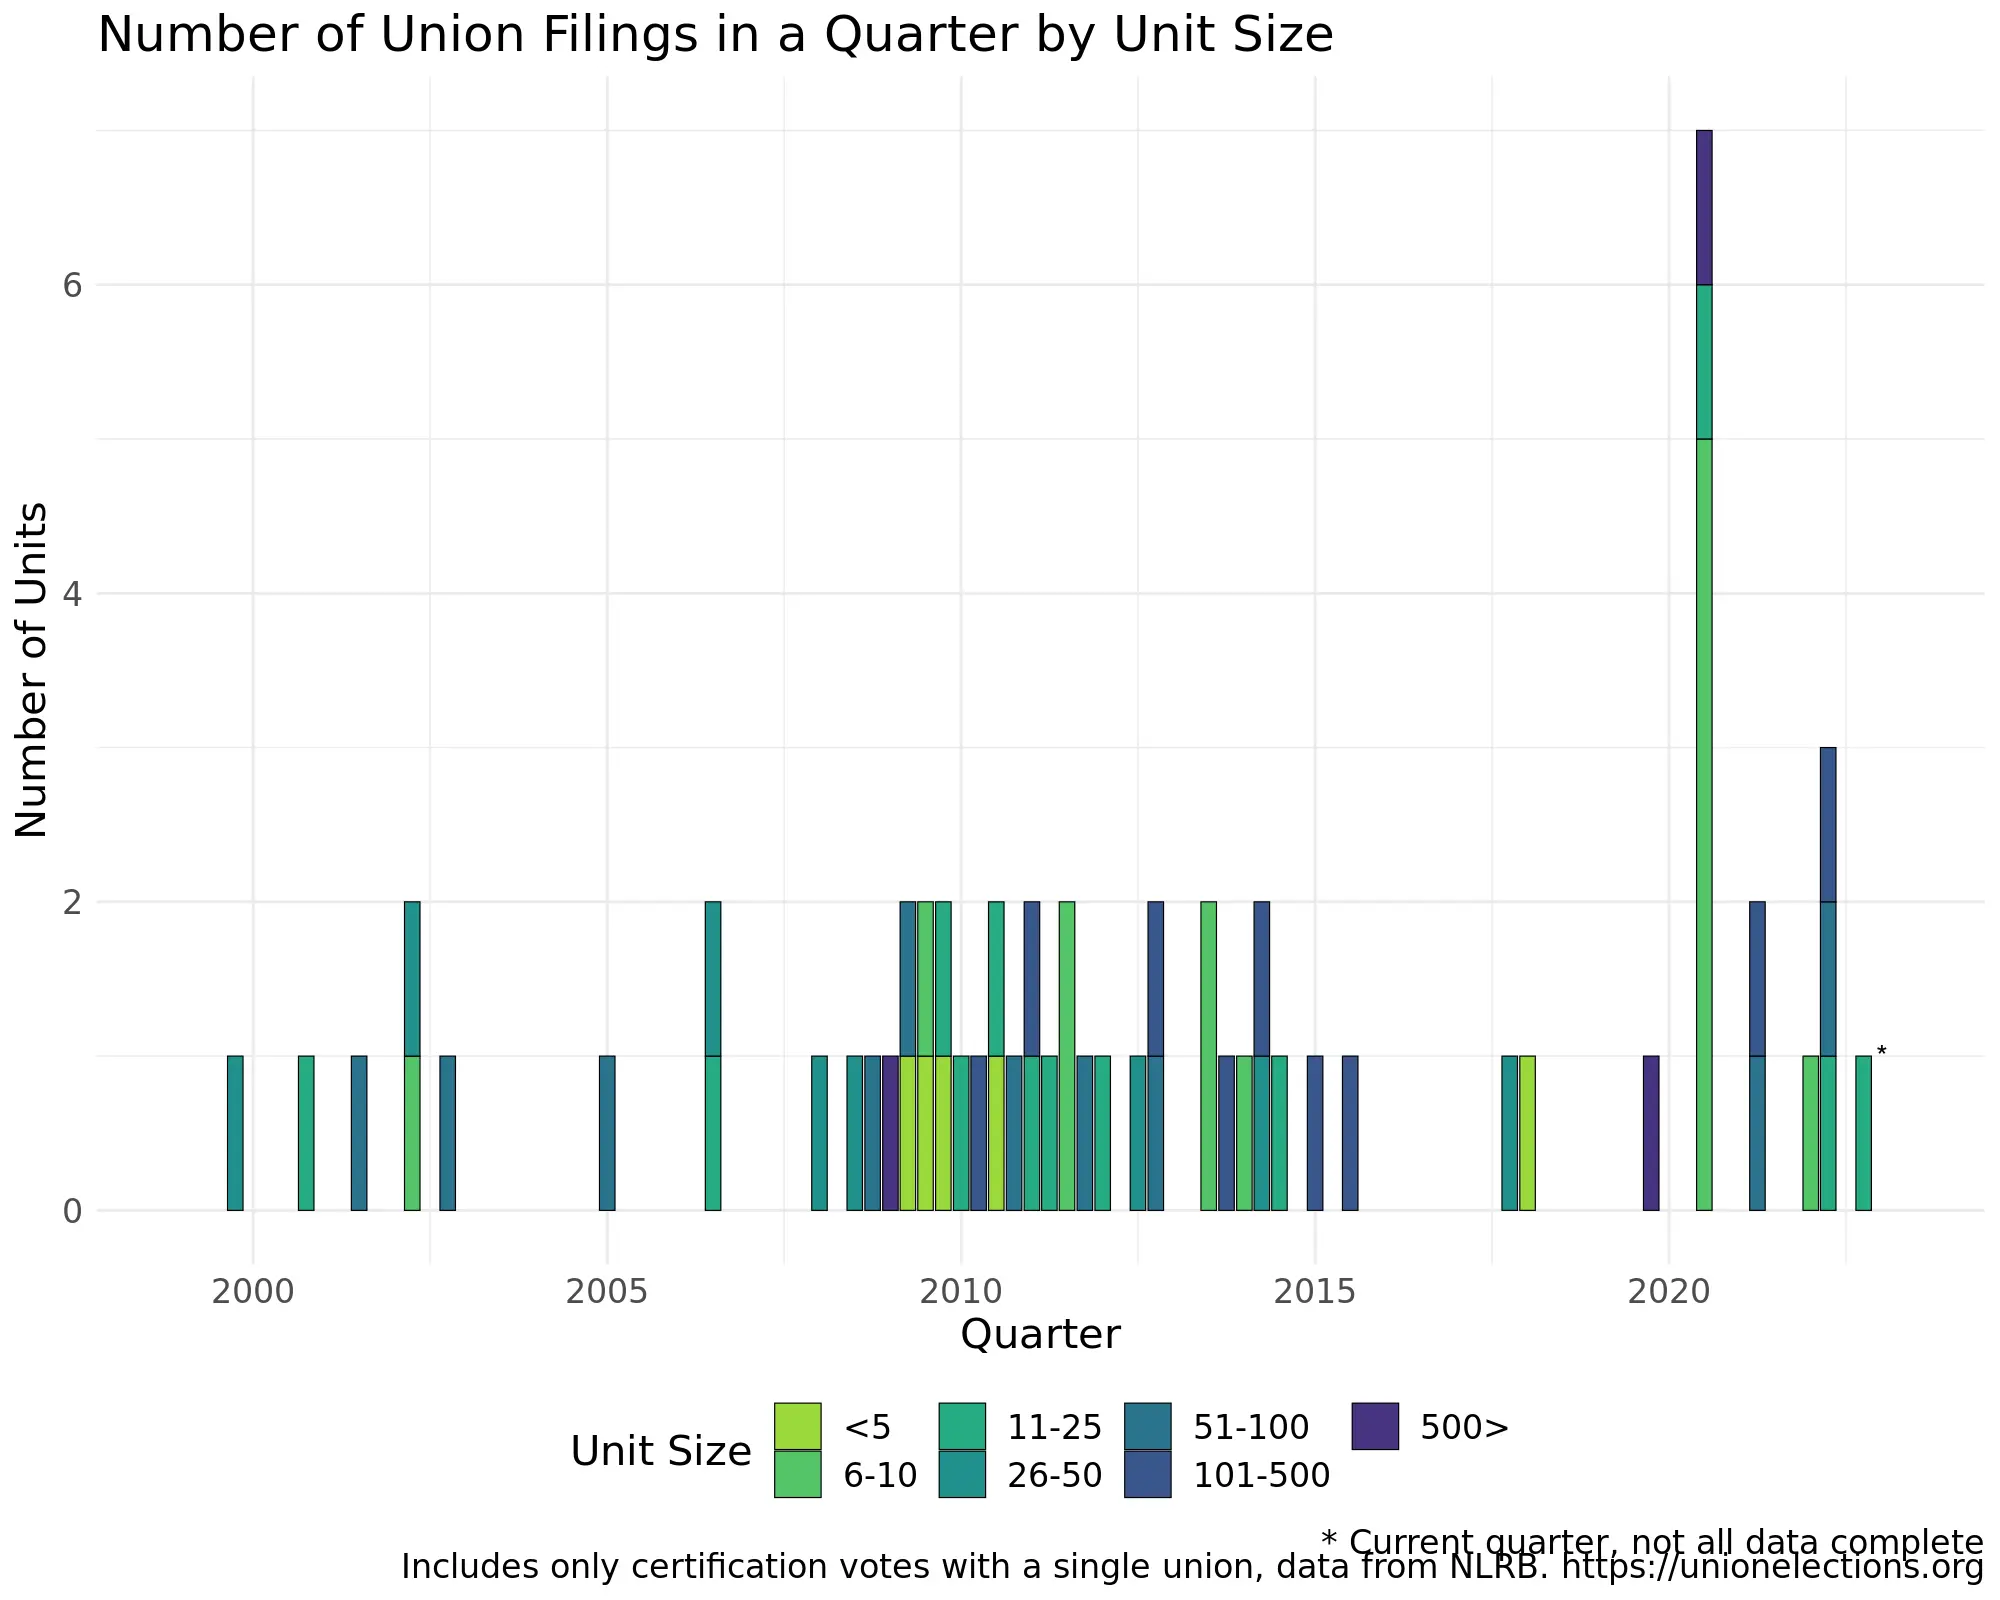 Number of Union Filings in a Quarter by Unit Size
Number of Units
6
4
2
0
*
2000 2005 2010 2015 2020
Quarter
Unit Size
<5 11-25 51-100 500>
6-10 26-50 101-500
* Current quarter, not all data complete
Includes only certification votes with a single union, data from NLRB. https://unionelections.org